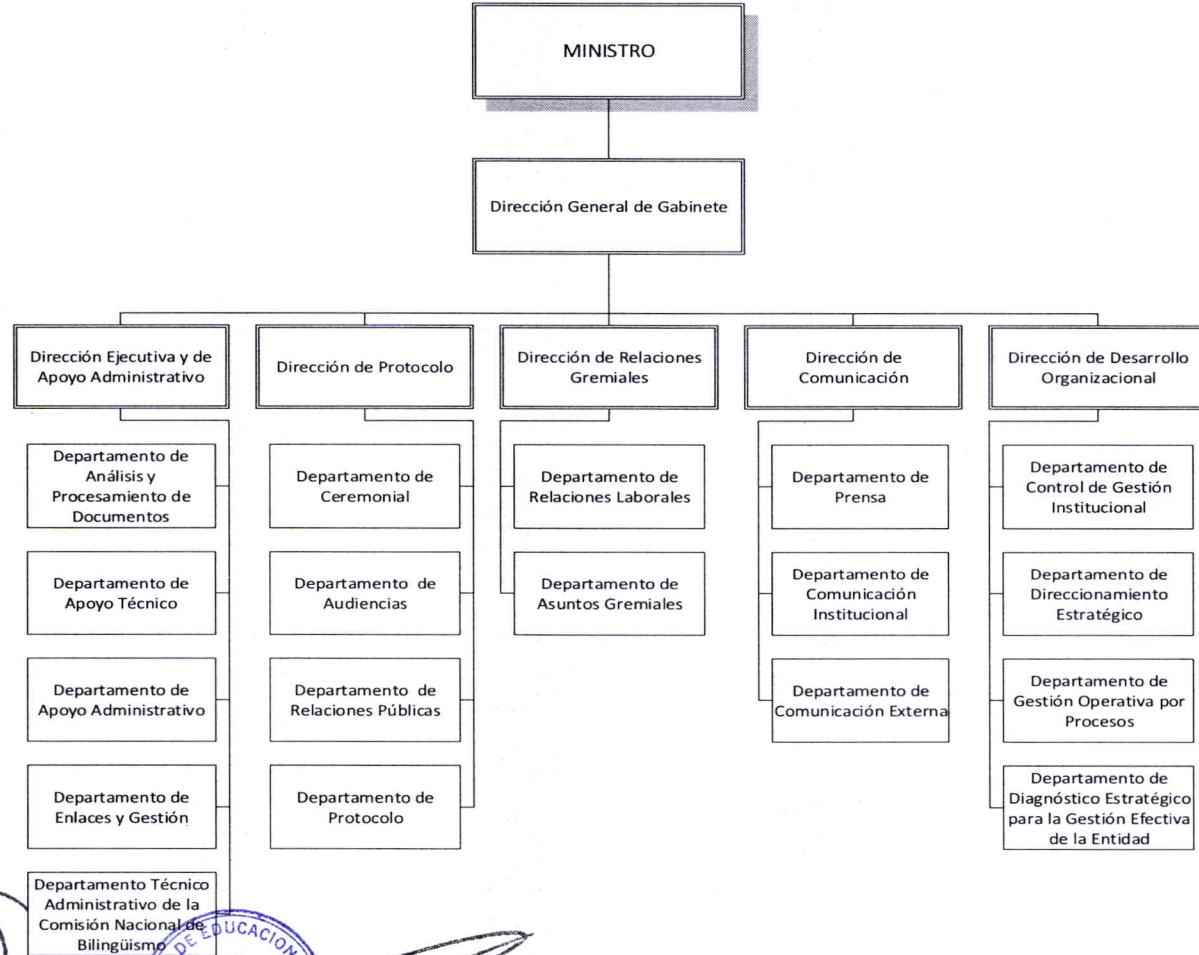 MINISTRO
Dirección General de Gabinete
Dirección Ejecutiva y de
Apoyo Administrativo
Dirección de Protocolo
Dirección de Relaciones
Gremiales
Dirección de
Comunicación
Dirección de Desarrollo
Organizacional
Departamento de
Análisis y
Procesamiento de
Documentos
Departamento de
Apoyo Técnico
Departamento de
Apoyo Administrativo
Departamento de
Enlaces y Gestión
Departamento Técnico
Administrativo de la
Comisión Nacional de
Bilingüismo
Departamento de
Ceremonial
Departamento de
Audiencias
Departamento de
Relaciones Públicas
Departamento de
Protocolo
Departamento de
Relaciones Laborales
Departamento de
Asuntos Gremiales
Departamento de
Prensa
Departamento de
Comunicación
Institucional
Departamento de
Comunicación Externa
Departamento de
Control de Gestión
Institucional
Departamento de
Direccionamiento
Estratégico
Departamento de
Gestión Operativa por
Procesos
Departamento de
Diagnóstico Estratégico
para la Gestión Efectiva
de la Entidad
DE EDUCACION